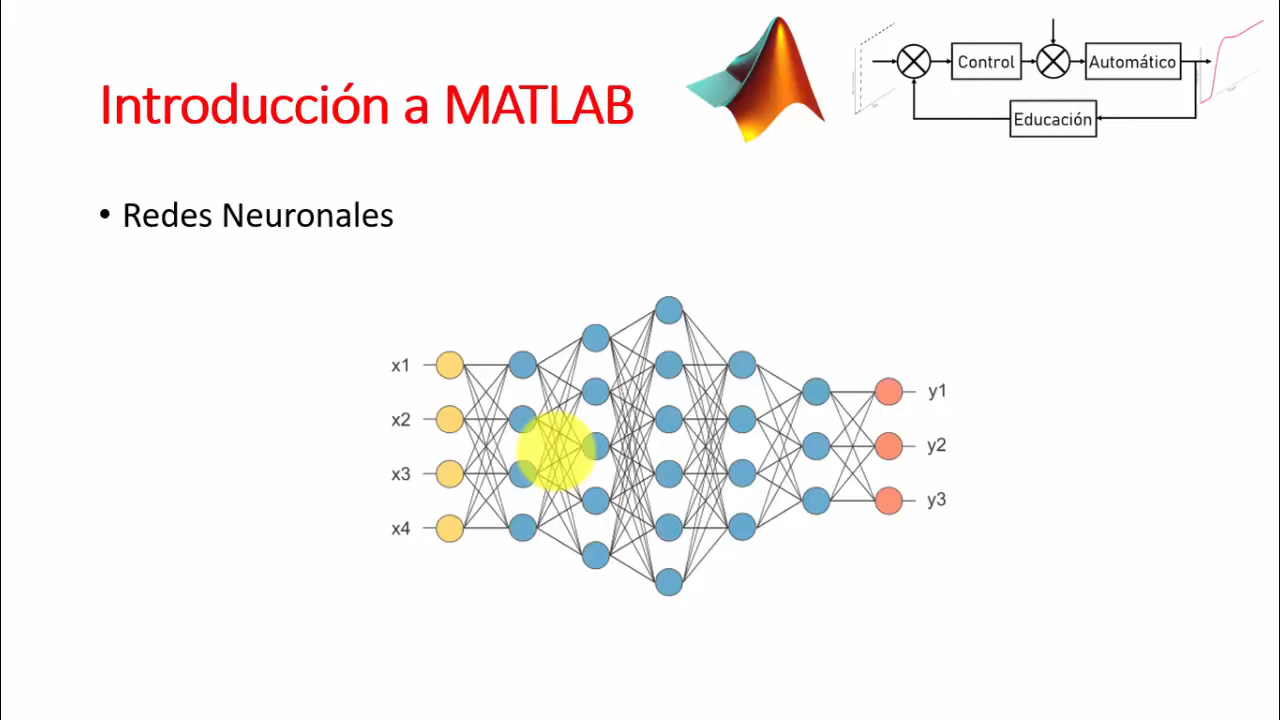 Introducción a MATLAB
Control
Automático
Educación
• Redes Neuronales
x1
x2
x3
x4
y1
y2
y3